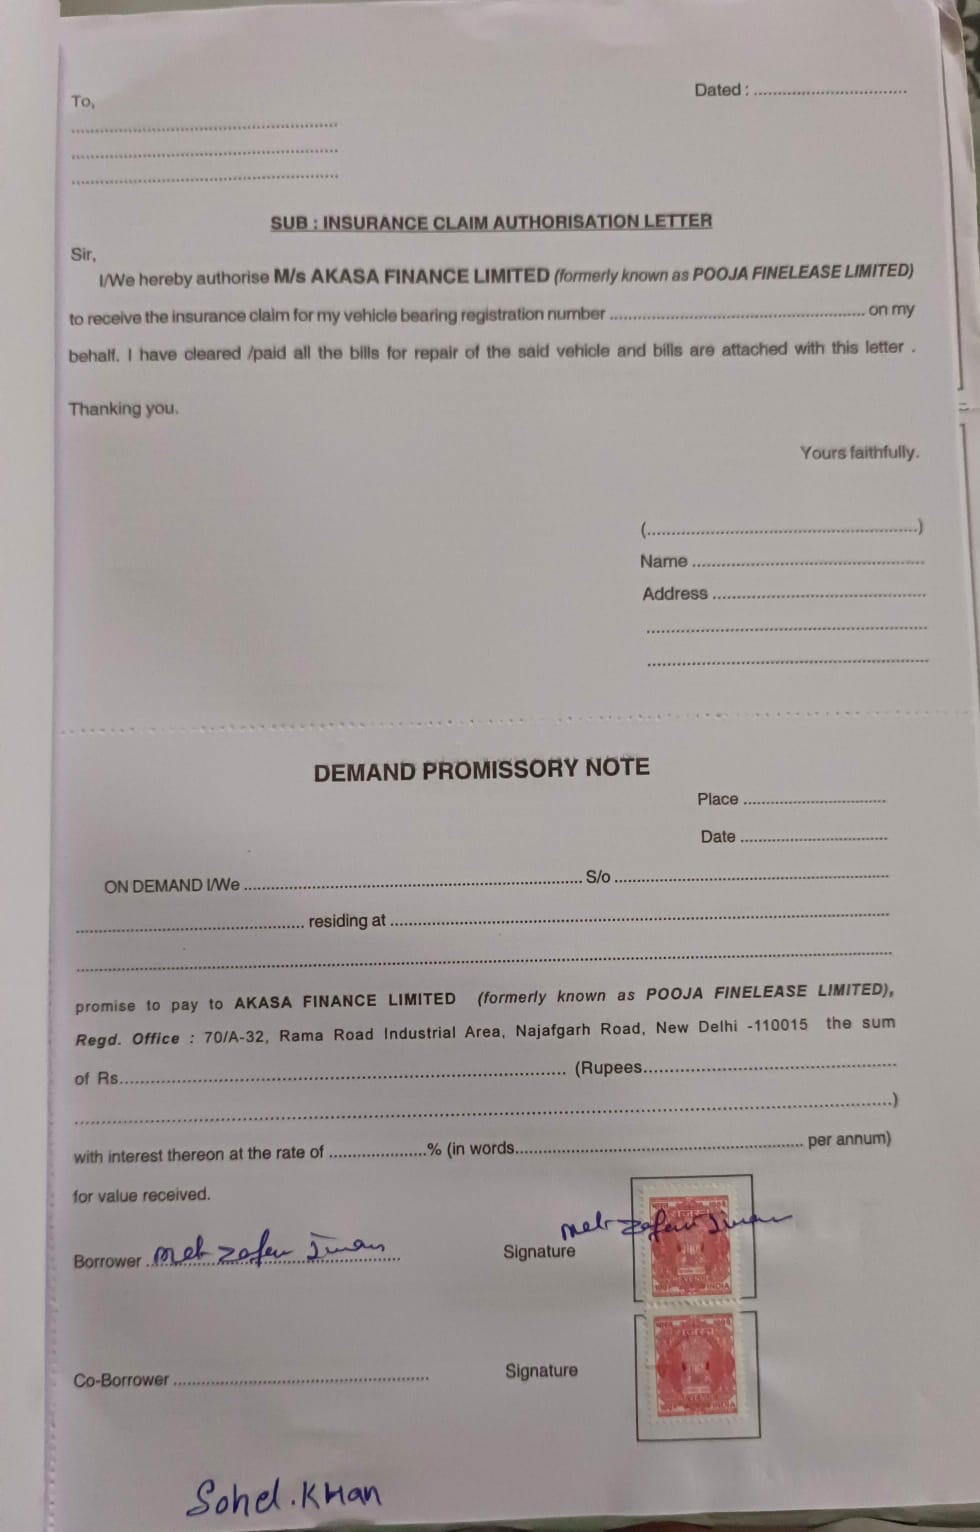 Dated : ...............................
To,
.....................................................
.....................................................
.....................................................
SUB : INSURANCE CLAIM AUTHORISATION LETTER
Sir,
I/We hereby authorise M/s AKASA FINANCE LIMITED (formerly known as POOJA FINELEASE LIMITED)
to receive the insurance claim for my vehicle bearing registration number .................................................... on my
behalf. I have cleared /paid all the bills for repair of the said vehicle and bills are attached with this letter .
Thanking you.
Yours faithfully.
(.......................................................)
Name ...............................................
Address ...........................................
.........................................................
.........................................................
DEMAND PROMISSORY NOTE
Place .............................
Date ..............................
ON DEMAND I/We .................................................................... S/o .......................................................
.............................................. residing at ....................................................................................................
....................................................................................................................................................................
promise to pay to AKASA FINANCE LIMITED (formerly known as POOJA FINELEASE LIMITED),
Regd. Office : 70/A-32, Rama Road Industrial Area, Najafgarh Road, New Delhi -110015 the sum
of Rs.......................................................................................... (Rupees...................................................
...................................................................................................................................................................)
with interest thereon at the rate of ....................% (in words.......................................................... per annum)
for value received.
Borrower ................... Signature
REVENUE
INDIA
Co-Borrower .................................................... Signature
INDIA
Sohel.Khan